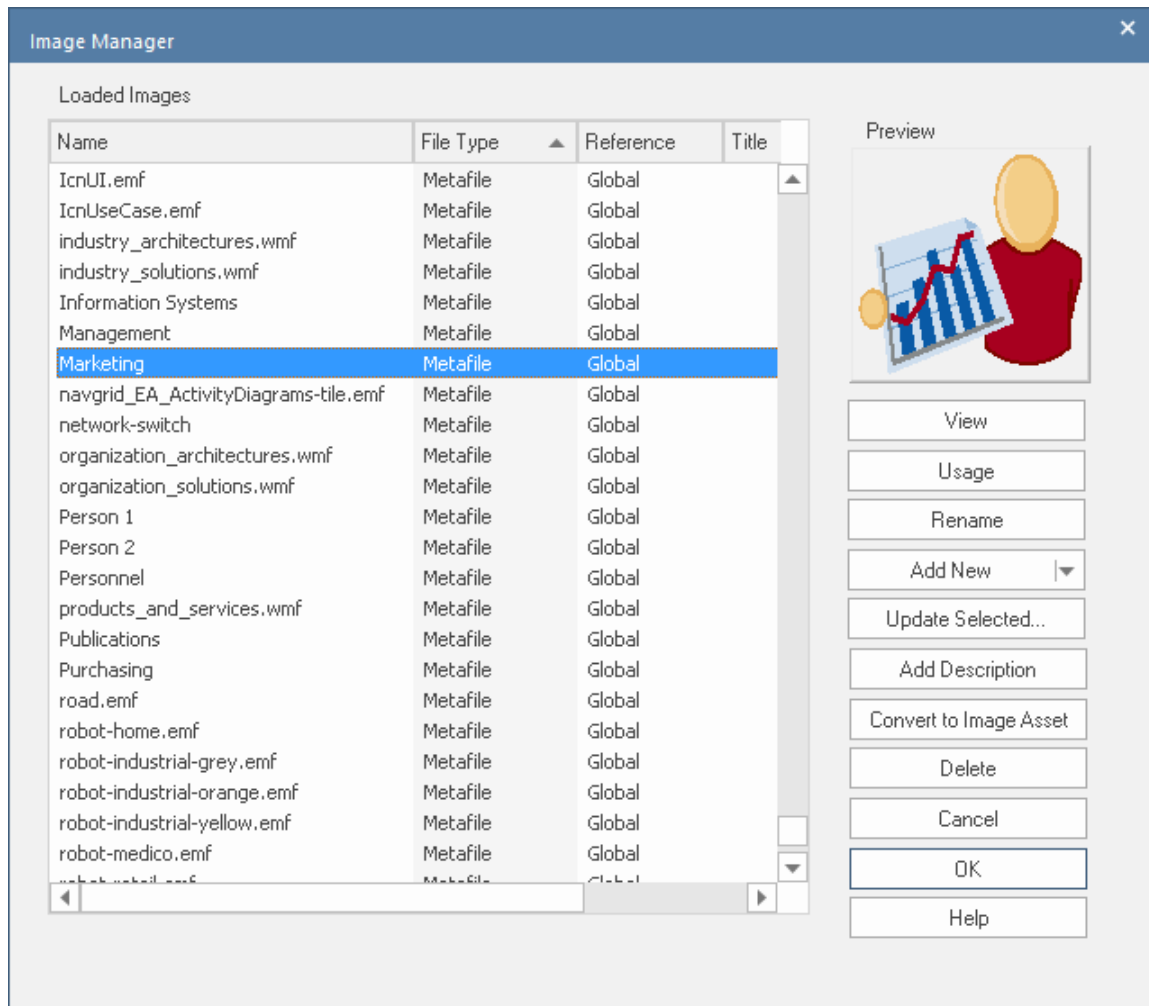 Image Manager
Loaded Images
Name File Type Reference Title
IcnUI.emf Metafile Global
IcnUseCase.emf Metafile Global
industry_architectures.wmf Metafile Global
industry_solutions.wmf Metafile Global
Information Systems Metafile Global
Management Metafile Global
Marketing Metafile Global
navgrid_EA_ActivityDiagrams-tile.emf Metafile Global
network-switch Metafile Global
organization_architectures.wmf Metafile Global
organization_solutions.wmf Metafile Global
Person 1 Metafile Global
Person 2 Metafile Global
Personnel Metafile Global
products_and_services.wmf Metafile Global
Publications Metafile Global
Purchasing Metafile Global
road.emf Metafile Global
robot-home.emf Metafile Global
robot-industrial-grey.emf Metafile Global
robot-industrial-orange.emf Metafile Global
robot-industrial-yellow.emf Metafile Global
robot-medico.emf Metafile Global
Preview
View
Usage
Rename
Add New
Update Selected...
Add Description
Convert to Image Asset
Delete
Cancel
OK
Help